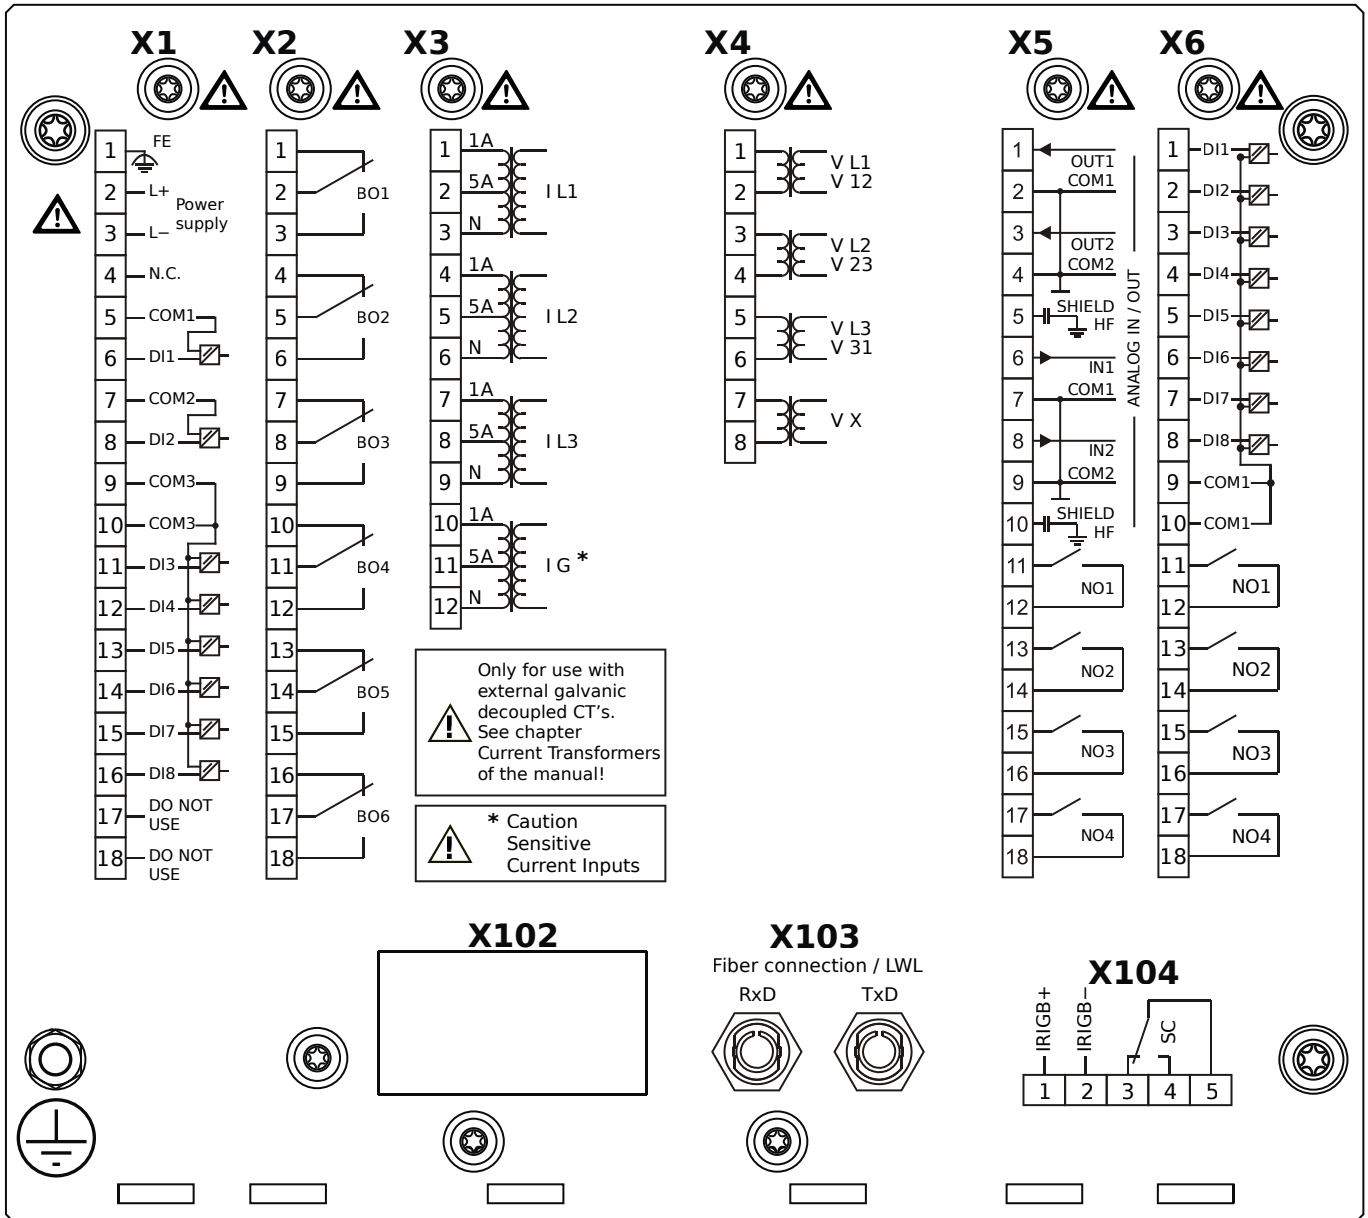 X1
X2
X3
X4
X5
X6
1 FE
2 L+
Power
supply
3 L−
4 N.C.
5 COM1
6 DI1
7 COM2
8 DI2
9 COM3
10 COM3
11 DI3
12 DI4
13 DI5
14 DI6
15 DI7
16 DI8
17 DO NOT
USE
18 DO NOT
USE
1
2 BO1
3
4
5 BO2
6
7
8 BO3
9
10
11 BO4
12
13
14 BO5
15
16
17 BO6
18
1 1A
2 5A I L1
3 N
4 1A
5 5A I L2
6 N
7 1A
8 5A I L3
9 N
10 1A
11 5A I G *
12 N
Only for use with
external galvanic
decoupled CT's.
See chapter
Current Transformers
of the manual!
* Caution
Sensitive
Current Inputs
1 V L1
2 V 12
3 V L2
4 V 23
5 V L3
6 V 31
7 V X
8
1 OUT1
2 COM1
3 OUT2
4 COM2
5 SHIELD
HF
6 IN1
7 COM1
8 IN2
9 COM2
10 SHIELD
HF
ANALOG IN / OUT
11 NO1
12
13 NO2
14
15 NO3
16
17 NO4
18
1 DI1
2 DI2
3 DI3
4 DI4
5 DI5
6 DI6
7 DI7
8 DI8
9 COM1
10 COM1
11 NO1
12
13 NO2
14
15 NO3
16
17 NO4
18
X102
X103
Fiber connection / LWL
RxD TxD
X104
IRIGB+
IRIGB−
SC
1 2 3 4 5